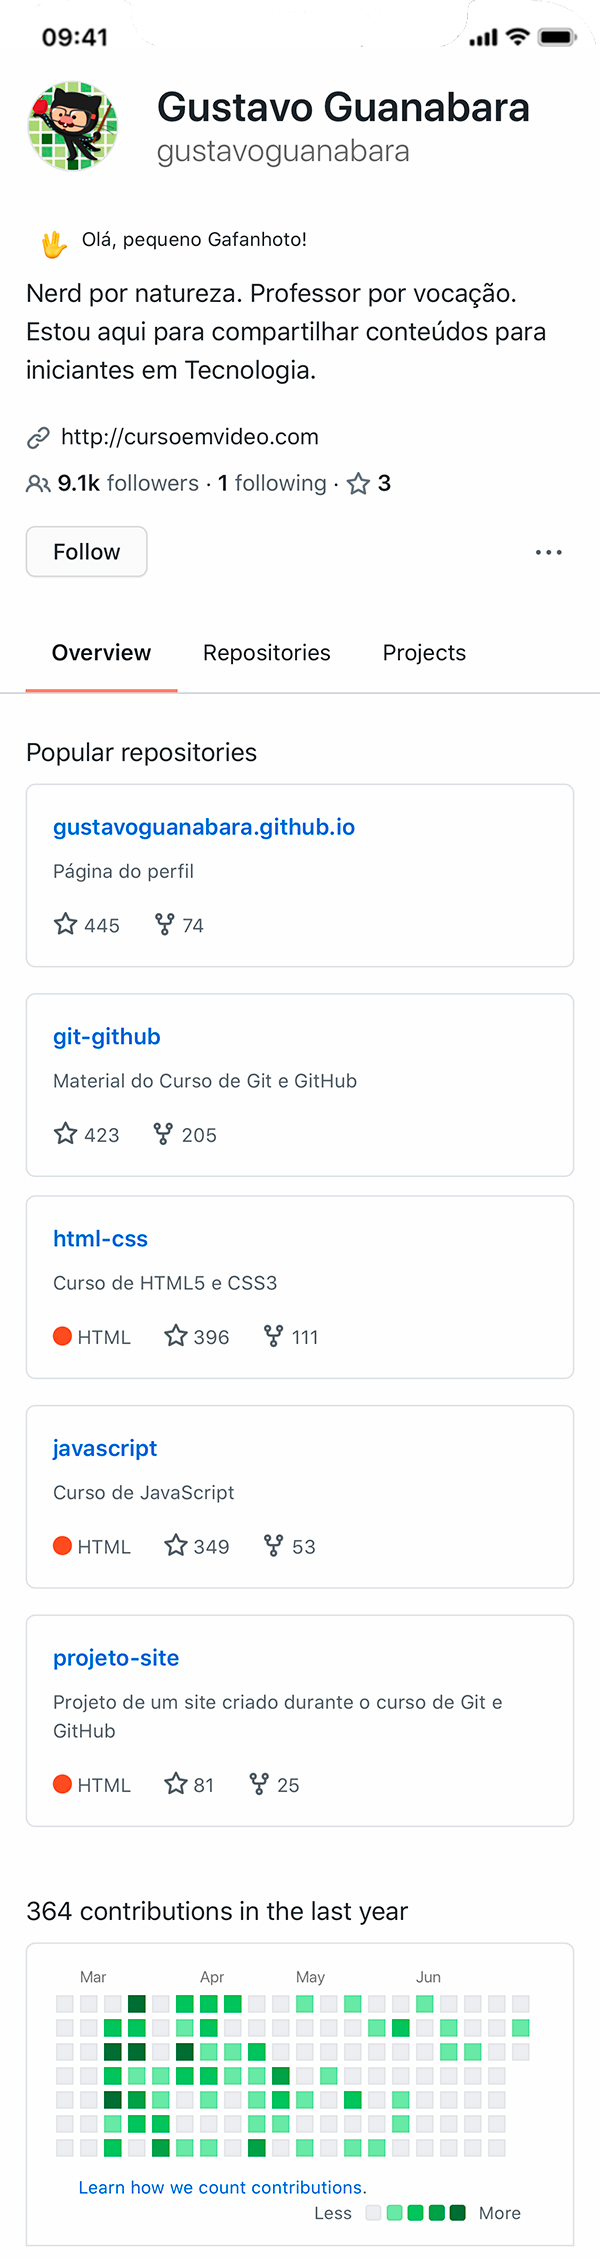 09:41
Gustavo Guanabara
gustavoguanabara
Olá, pequeno Gafanhoto!
Nerd por natureza. Professor por vocação.
Estou aqui para compartilhar conteúdos para
iniciantes em Tecnologia.
http://cursoemvideo.com
9.1k followers · 1 following · 3
Follow
Overview Repositories Projects
Popular repositories
gustavoguanabara.github.io
Página do perfil
445 74
git-github
Material do Curso de Git e GitHub
423 205
html-css
Curso de HTML5 e CSS3
HTML 396 111
javascript
Curso de JavaScript
HTML 349 53
projeto-site
Projeto de um site criado durante o curso de Git e
GitHub
HTML 81 25
364 contributions in the last year
Mar Apr May Jun
Learn how we count contributions.
Less More